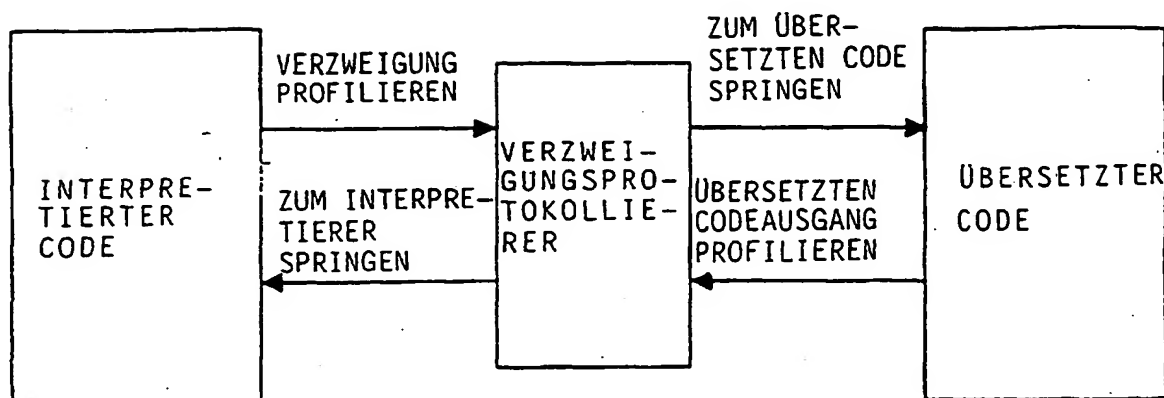 INTERPRE-
TIERTER
CODE
VERZWEIGUNG
PROFILIEREN
ZUM INTERPRE-
TIERER
SPRINGEN
VERZWEI-
GUNGSPRO-
TOKOLLIE-
RER
ZUM ÜBER-
SETZTEN CODE
SPRINGEN
ÜBERSETZTEN
CODEAUSGANG
PROFILIEREN
ÜBERSETZTER
CODE